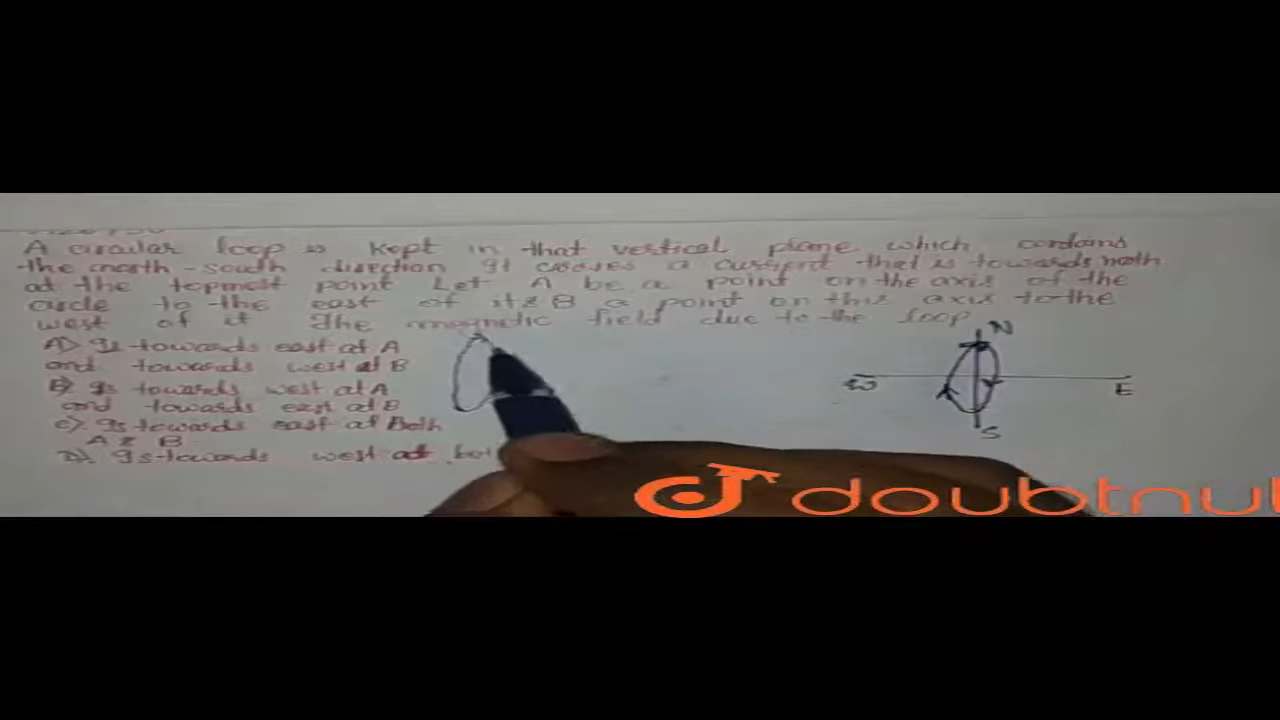 A circular loop is kept in that vertical plane which contains
the north-south direction It carries a current that is towards north
at the topmost point Let A be a point on the axis of the
circle to the east of it & B a point on this axis to the
west of it The magnetic field due to the loop
A) Is towards east at A
and towards west at B
B) Is towards west at A
and towards east at B
C) Is towards east at Both
A & B
D) Is towards west at
N
W
E
S
doubtnut